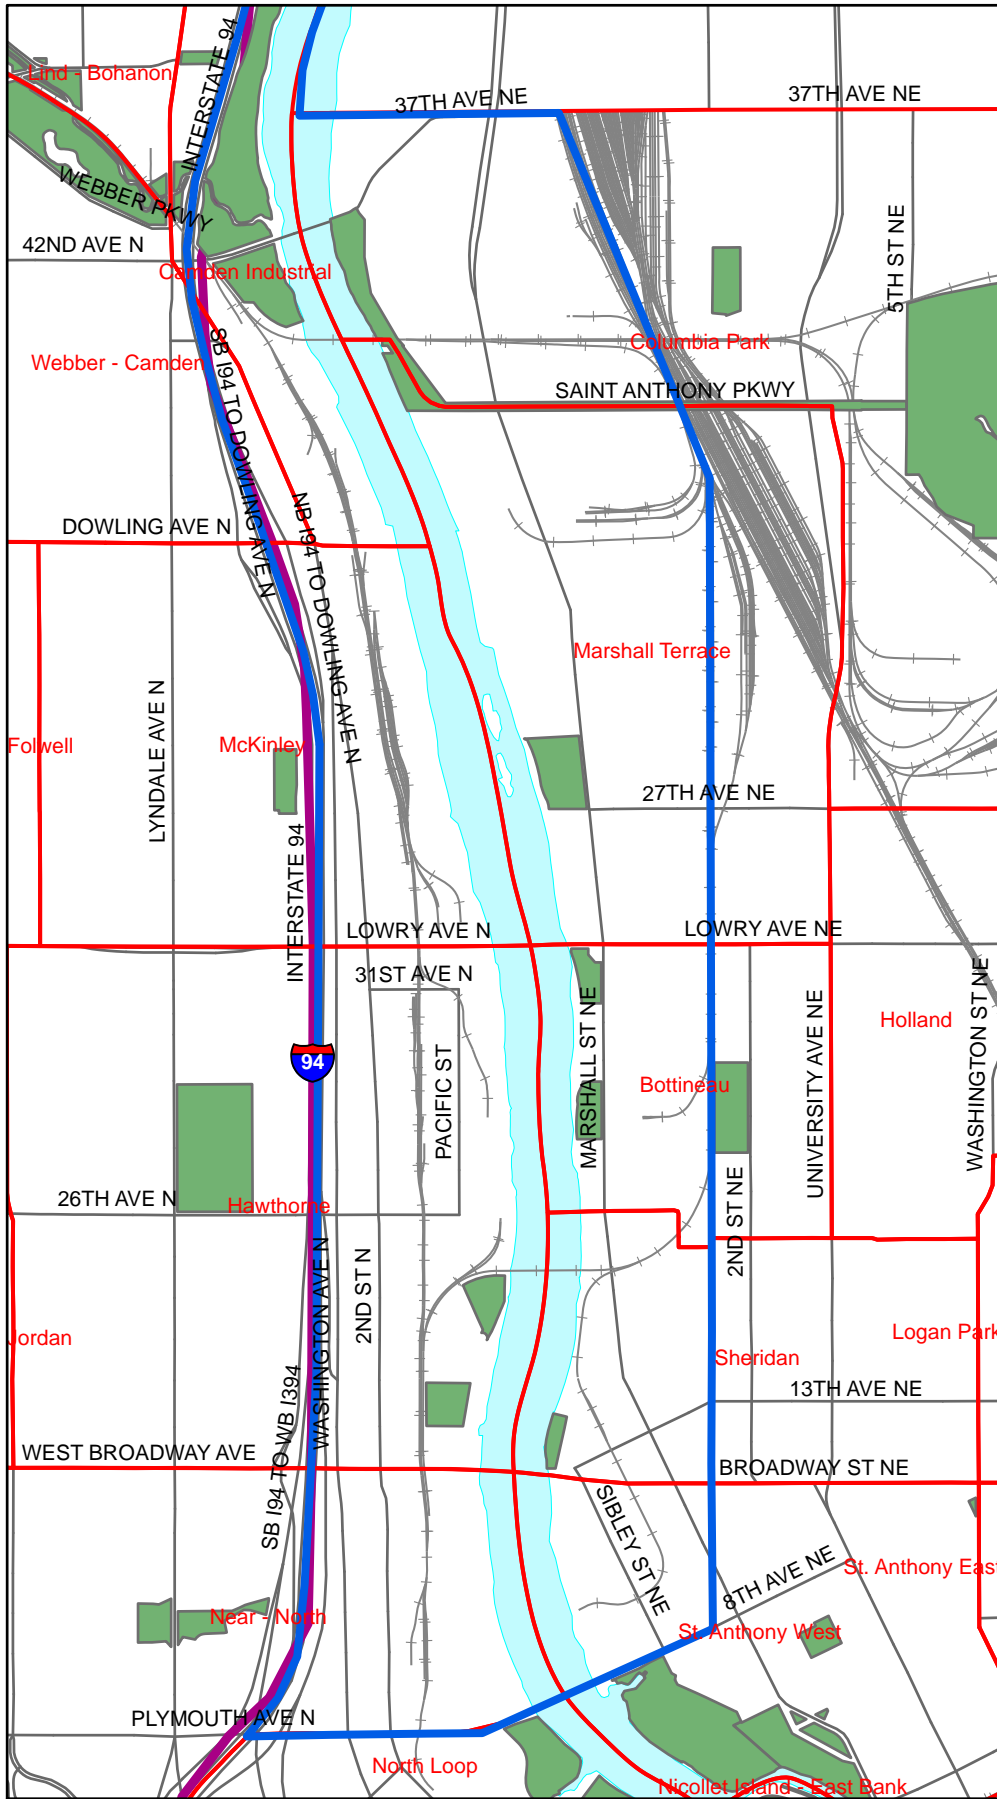 Lind - Bohanon
INTERSTATE 94
37TH AVE NE
37TH AVE NE
WEBBER PKWY
42ND AVE N
Camden Industrial
5TH ST NE
Columbia Park
Webber - Camden
SB I94 TO DOWLING AVE N
SAINT ANTHONY PKWY
NB I94 TO DOWLING AVE N
DOWLING AVE N
Marshall Terrace
LYNDALE AVE N
Folwell
McKinley
27TH AVE NE
INTERSTATE 94
LOWRY AVE N
LOWRY AVE NE
31ST AVE N
MARSHALL ST NE
UNIVERSITY AVE NE
WASHINGTON ST NE
Holland
94
PACIFIC ST
Bottineau
26TH AVE N
Hawthorne
2ND ST NE
WASHINGTON AVE N
2ND ST N
Jordan
Logan Park
Sheridan
13TH AVE NE
SB I94 TO WB I394
WEST BROADWAY AVE
BROADWAY ST NE
SIBLEY ST NE
8TH AVE NE
St. Anthony East
Near - North
St. Anthony West
PLYMOUTH AVE N
North Loop
Nicollet Island - East Bank